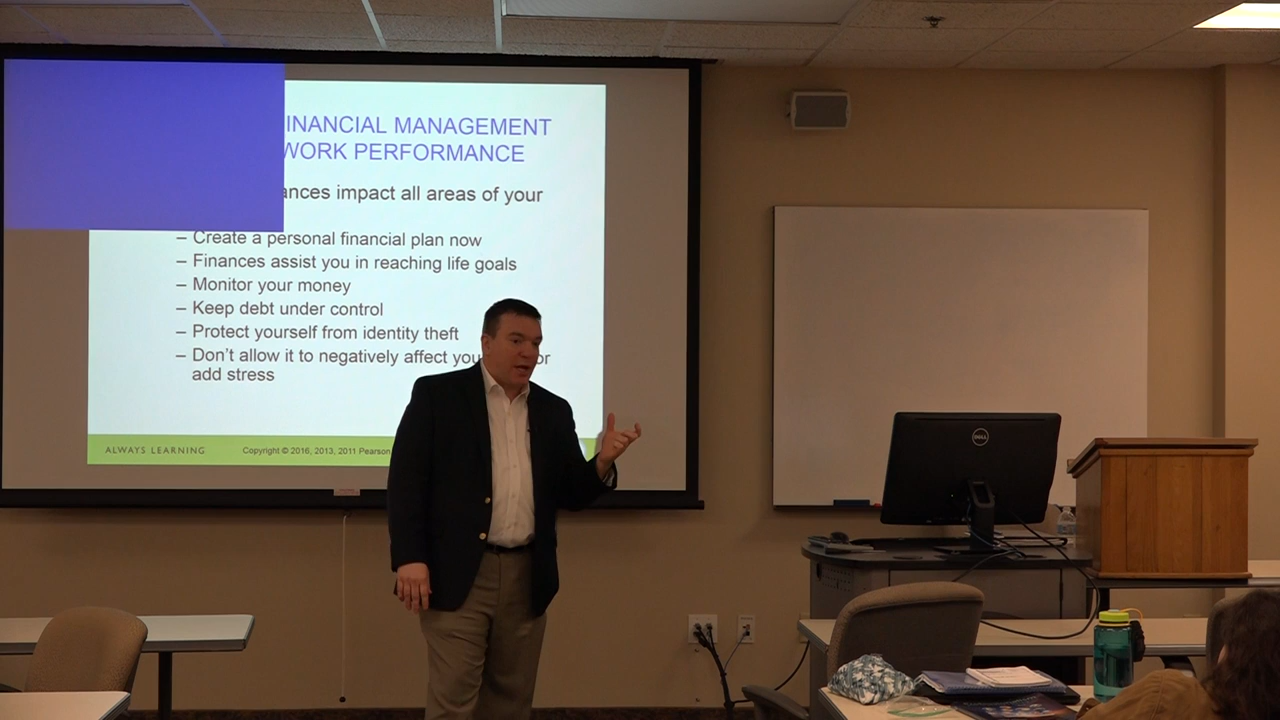 INANCIAL MANAGEMENT
WORK PERFORMANCE
ances impact all areas of your
– Create a personal financial plan now
– Finances assist you in reaching life goals
– Monitor your money
– Keep debt under control
– Protect yourself from identity theft
– Don't allow it to negatively affect you or
add stress
ALWAYS LEARNING
Copyright © 2016, 2013, 2011 Pearson
DELL